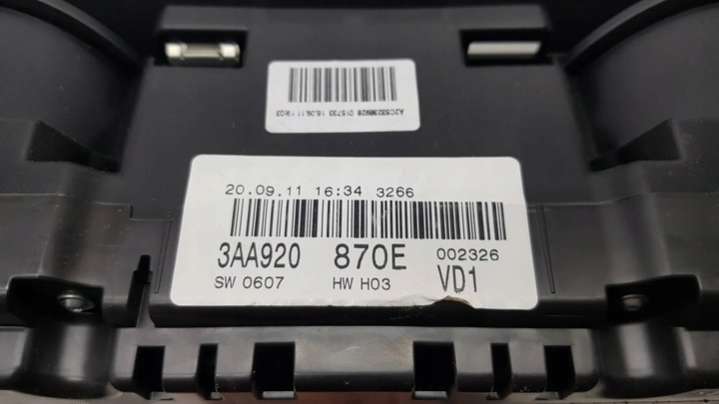 20.09.11 16:34 3266
3AA920 870E 002326
SW 0607 HW H03 VD1